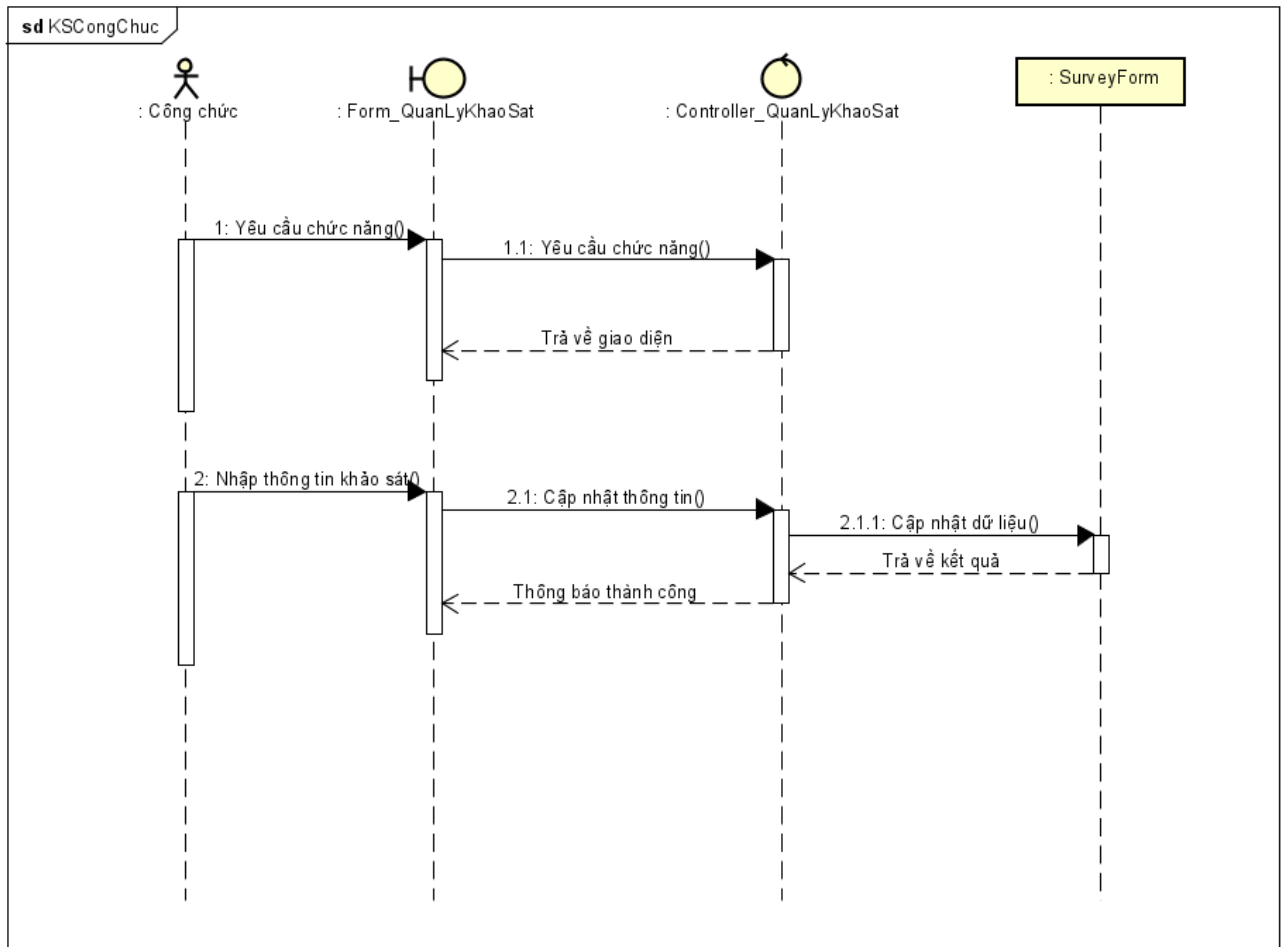 sd KSCongChuc
: Công chức
: Form_QuanLyKhaoSat
: Controller_QuanLyKhaoSat
: SurveyForm
1: Yêu cầu chức năng()
1.1: Yêu cầu chức năng()
Trả về giao diện
2: Nhập thông tin khảo sát()
2.1: Cập nhật thông tin()
2.1.1: Cập nhật dữ liệu()
Trả về kết quả
Thông báo thành công